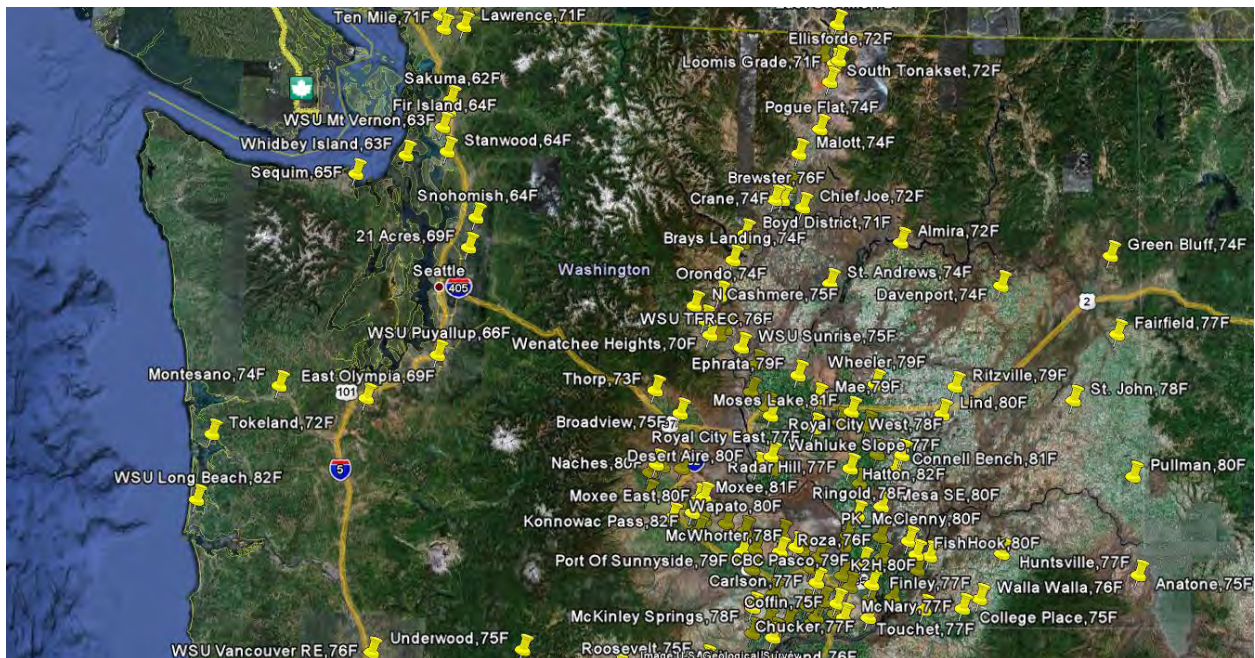 Ten Mile,71F
Lawrence,71F
Ellisforde,72F
Loomis Grade,71F
South Tonakset,72F
Sakuma,62F
Fir Island,64F
Pogue Flat,74F
WSU Mt Vernon,63F
Whidbey Island,63F
Stanwood,64F
Malott,74F
Sequim,65F
Brewster,76F
Snohomish,64F
Crane,74F
Chief Joe,72F
Boyd District,71F
21 Acres,69F
Brays Landing,74F
Almira,72F
Green Bluff,74F
Seattle
405
Washington
Orondo,74F
St. Andrews,74F
Davenport,74F
N Cashmere,75F
2
WSU TFREC,76F
WSU Puyallup,66F
Wenatchee Heights,70F
WSU Sunrise,75F
Fairfield,77F
Ephrata,79F
Wheeler,79F
Montesano,74F
East Olympia,69F
Thorp,73F
Mae,79F
Ritzville,79F
101
Moses Lake,81F
Lind,80F
St. John,78F
Tokeland,72F
Broadview,75F
97
Royal City West,78F
Royal City East,77F
Wahluke Slope,77F
5
Desert Aire,80F
Connell Bench,81F
Naches,80F
Radar Hill,77F
Hatton,82F
Pullman,80F
WSU Long Beach,82F
Moxee,81F
Moxee East,80F
Ringold,78F
Mesa SE,80F
Wapato,80F
Konnowac Pass,82F
PK_McClenny,80F
McWhorter,78F
Roza,76F
FishHook,80F
Port Of Sunnyside,79F
CBC Pasco,79F
K2H,80F
Huntsville,77F
Carlson,77F
Finley,77F
Anatone,75F
Walla Walla,76F
Coffin,75F
McNary,77F
McKinley Springs,78F
College Place,75F
Chucker,77F
Touchet,77F
Underwood,75F
WSU Vancouver RE,76F
Roosevelt,75F
Image U.S. Geological Survey
76F